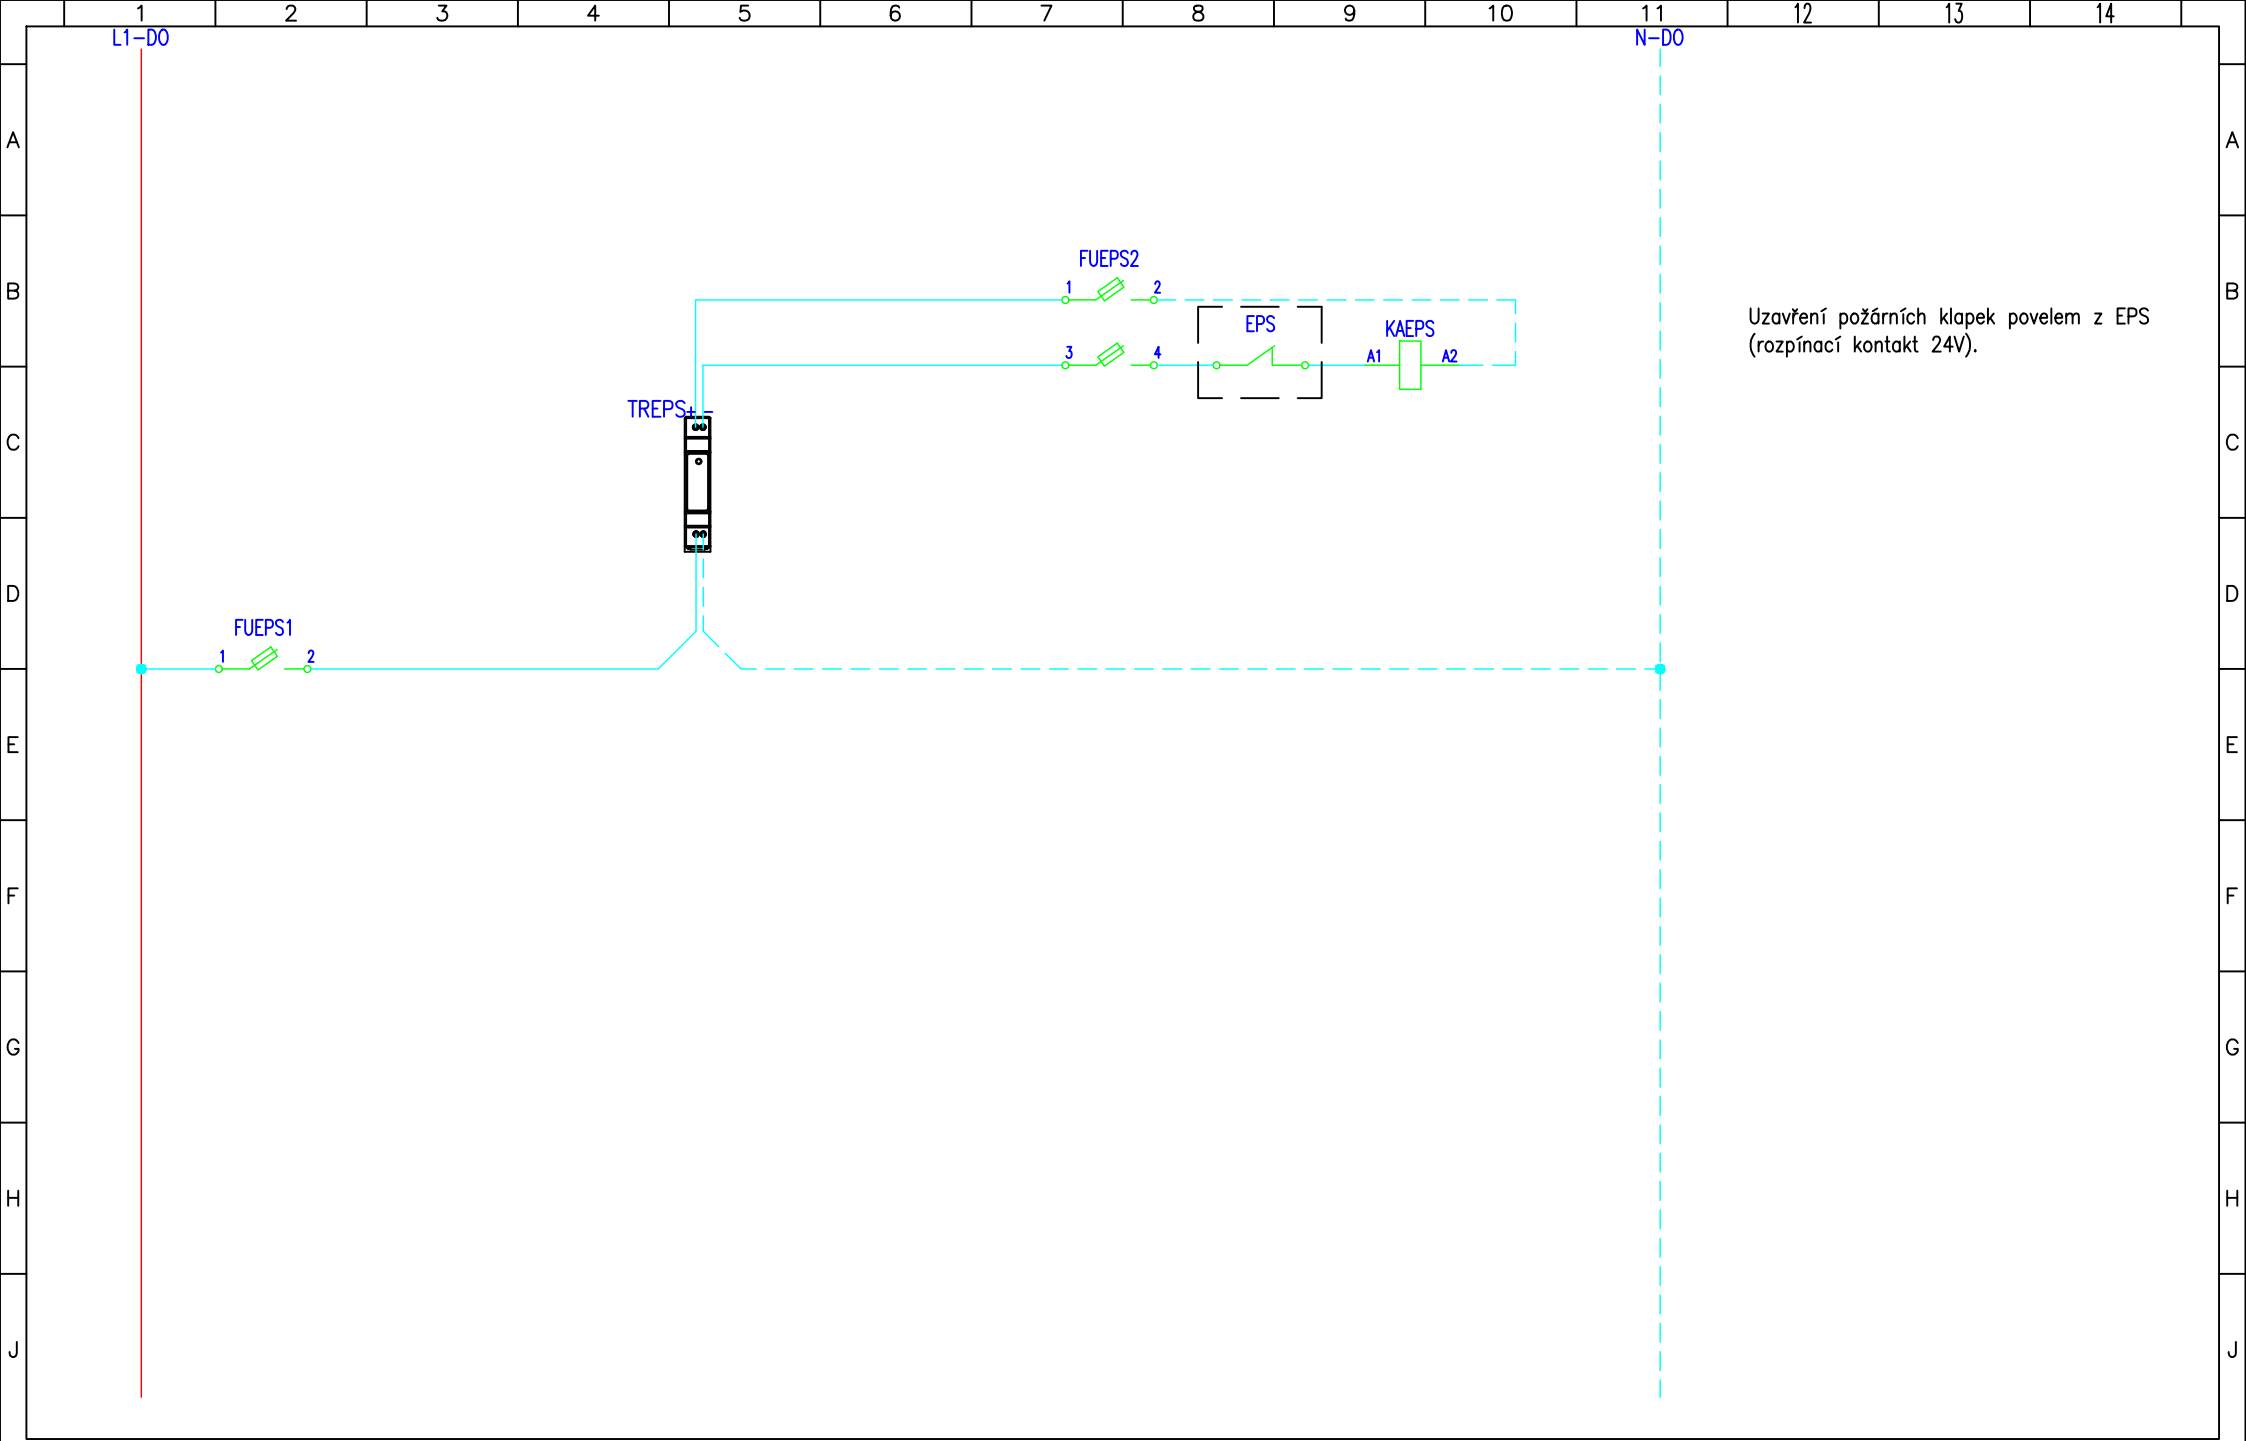 1 2 3 4 5 6 7 8 9 10 11 12 13 14
L1-DO N-DO
A A
FUEPS2
1 2
B B
EPS KAEPS
Uzavření požárních klapek povelem z EPS
(rozpínací kontakt 24V).
3 4 A1 A2
TREPS+ -
C C
D D
FUEPS1
1 2
E E
F F
G G
H H
J J